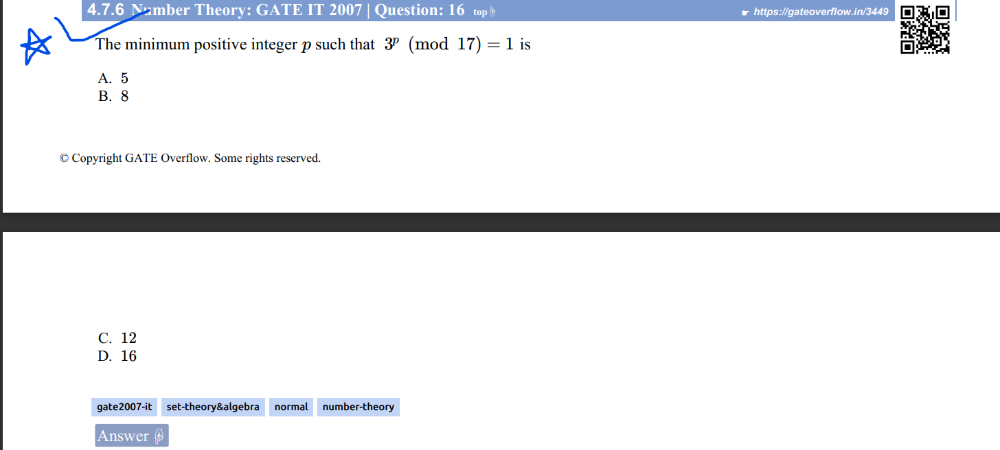 4.7.6 Number Theory: GATE IT 2007 | Question: 16 top
https://gateoverflow.in/3449
The minimum positive integer p such that 3ᵖ (mod 17) = 1 is
A. 5
B. 8
© Copyright GATE Overflow. Some rights reserved.
C. 12
D. 16
gate2007-it set-theory&algebra normal number-theory
Answer